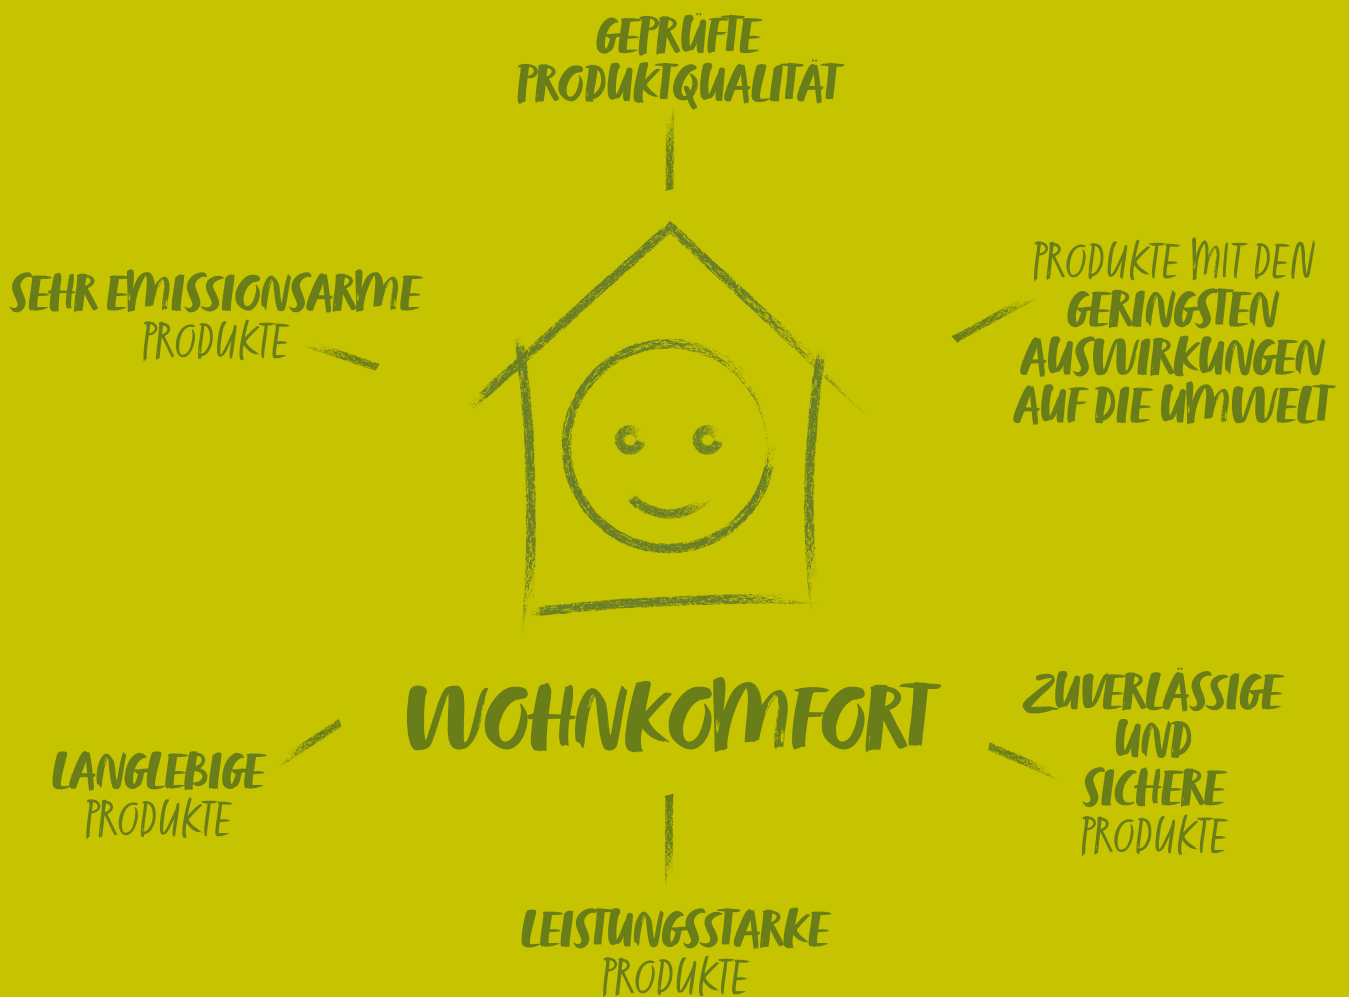 GEPRÜFTE
PRODUKTQUALITÄT
SEHR EMISSIONSARME
PRODUKTE
PRODUKTE MIT DEN
GERINGSTEN
AUSWIRKUNGEN
AUF DIE UMWELT
WOHNKOMFORT
LANGLEBIGE
PRODUKTE
ZUVERLÄSSIGE
UND
SICHERE
PRODUKTE
LEISTUNGSSTARKE
PRODUKTE